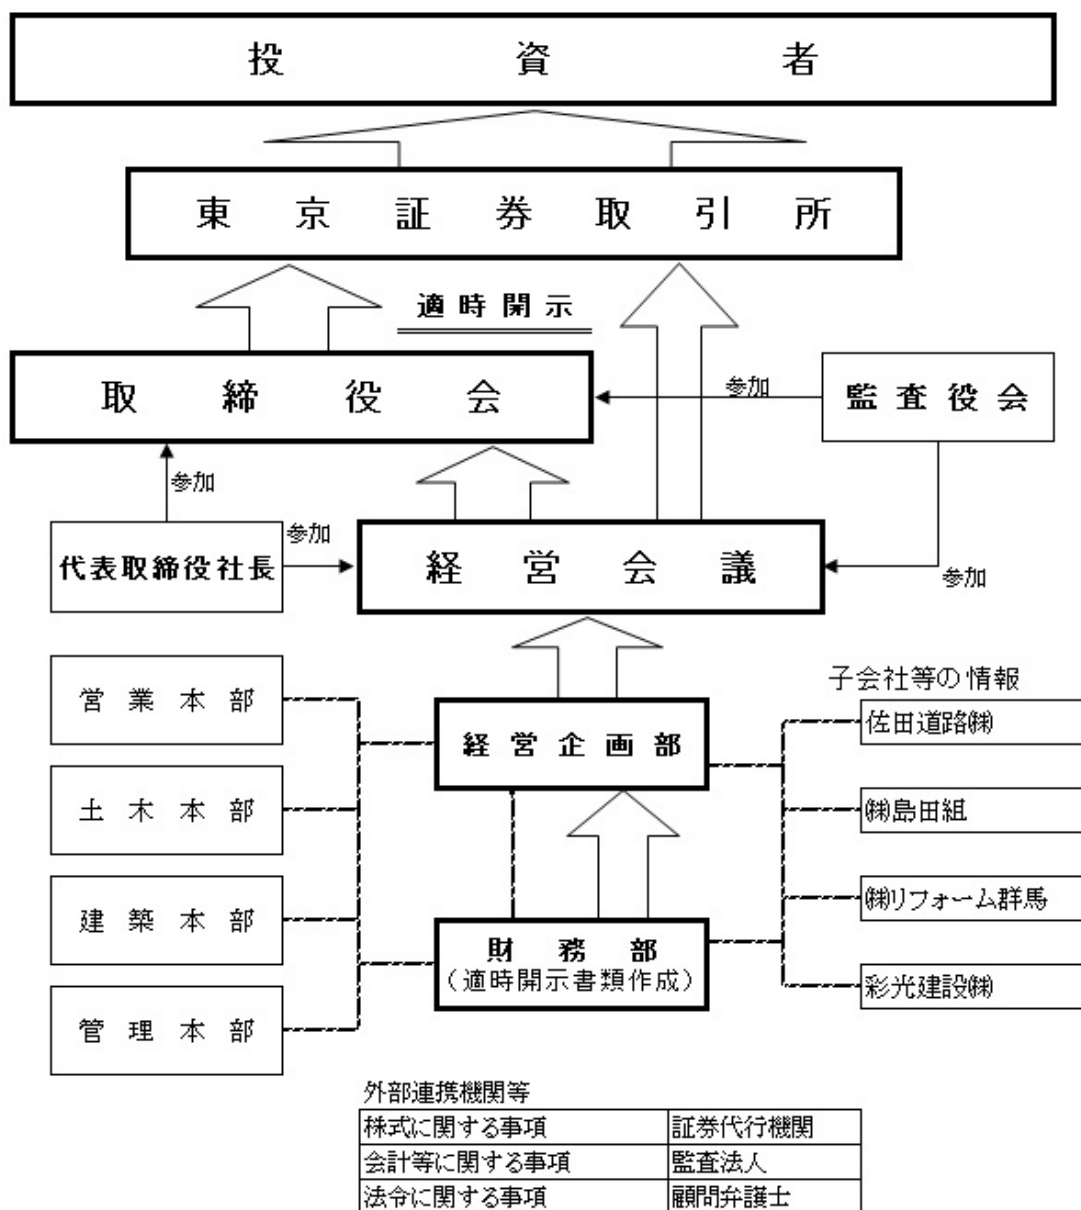 投資者
東京証券取引所
適時開示
取締役会
参加
監査役会
参加
代表取締役社長
参加
経営会議
参加
営業本部
土木本部
建築本部
管理本部
経営企画部
財務部
(適時開示書類作成)
子会社等の情報
佐田道路㈱
㈱島田組
㈱リフォーム群馬
彩光建設㈱
外部連携機関等
株式に関する事項 証券代行機関
会計等に関する事項 監査法人
法令に関する事項 顧問弁護士